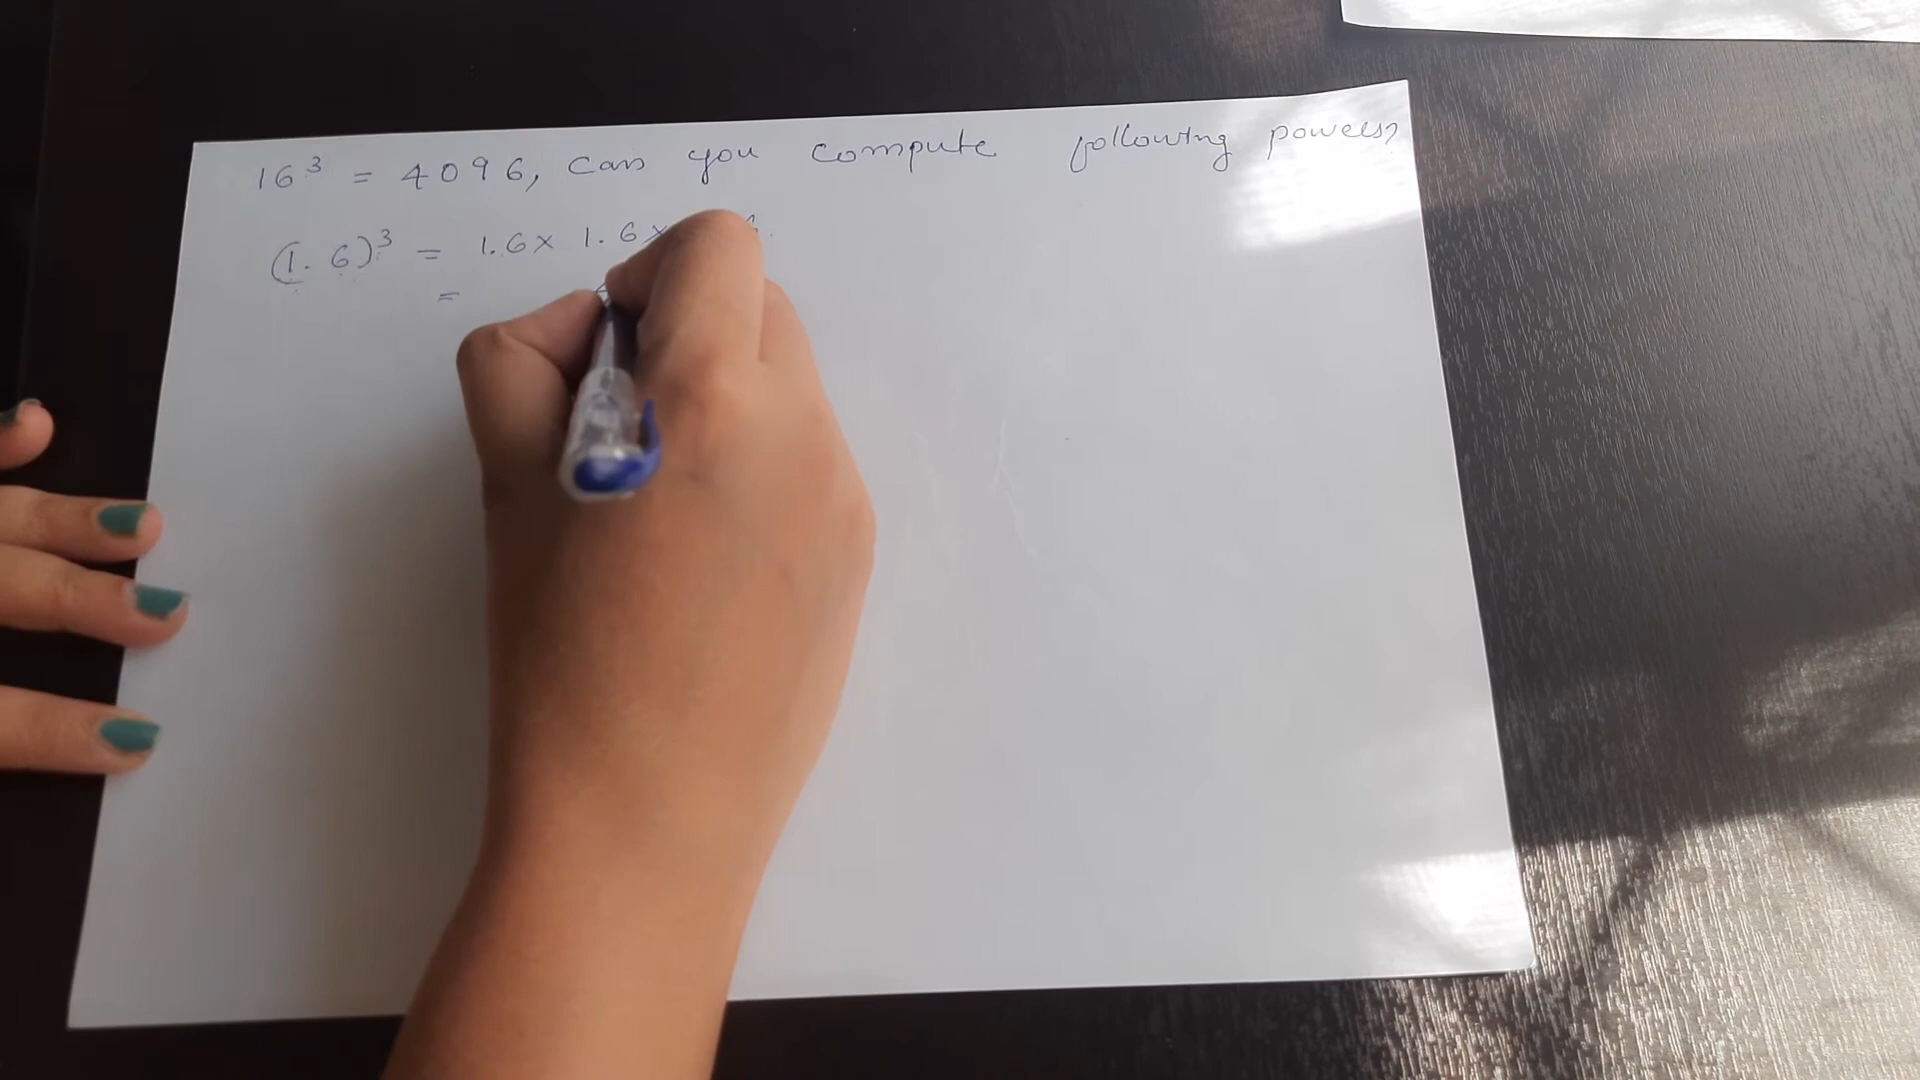 16³ = 4096, Can you compute following powers?
(1.6)³ = 1.6 x 1.6 x
=